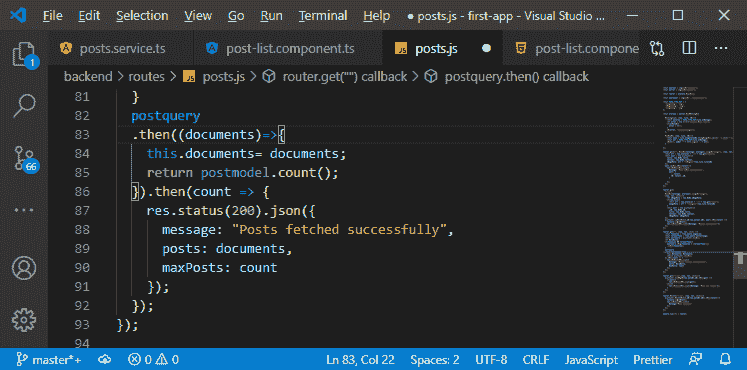 File Edit Selection View Go Run Terminal Help ● posts.js - first-app - Visual Studio ...
posts.service.ts post-list.component.ts JS posts.js ● post-list.compone ...
backend > routes > JS posts.js > router.get("") callback > postquery.then() callback
81 }
82 postquery
83 .then((documents)=>{
84 this.documents= documents;
85 return postmodel.count();
86 }).then(count => {
87 res.status(200).json({
88 message: "Posts fetched successfully",
89 posts: documents,
90 maxPosts: count
91 });
92 });
93 });
94
1
66
master*+ 0 0 Ln 83, Col 22 Spaces: 2 UTF-8 CRLF JavaScript Prettier